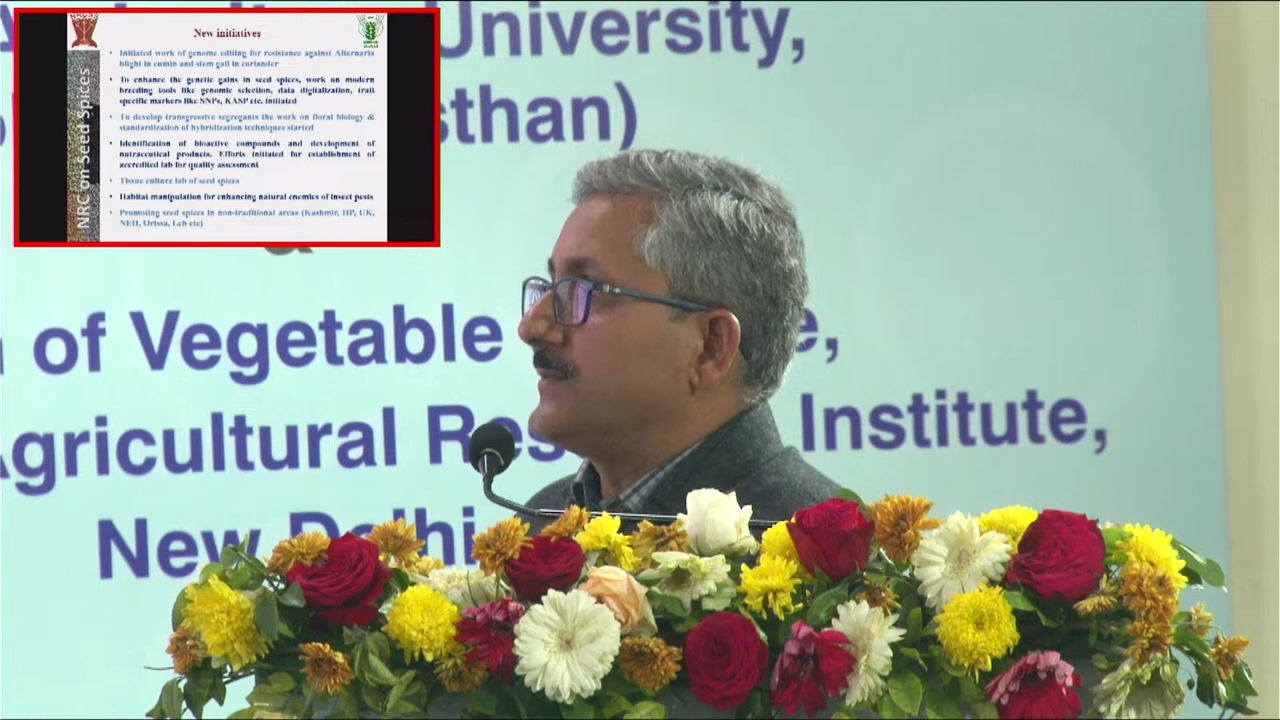 New initiatives
NRC on Seed Spices
• Initiated work of genome editing for resistance against Alternaria
blight in cumin and stem gall in coriander
• To enhance the genetic gains in seed spices, work on modern
breeding tools like genomic selection, data digitalization, trait
specific markers like SNPs, KASP etc. initiated
• To develop transgressive segregants the work on floral biology &
standardization of hybridization techniques started
• Identification of bioactive compounds and development of
nutraceutical products. Efforts initiated for establishment of
accredited lab for quality assessment
• Tissue culture lab of seed spices
• Habitat manipulation for enhancing natural enemies of insect pests
• Promoting seed spices in non-traditional areas (Kashmir, HP, UK,
NEH, Orissa, Leh etc)
University,
sthan)
&
of Vegetable e,
Agricultural Res Institute,
New Delhi